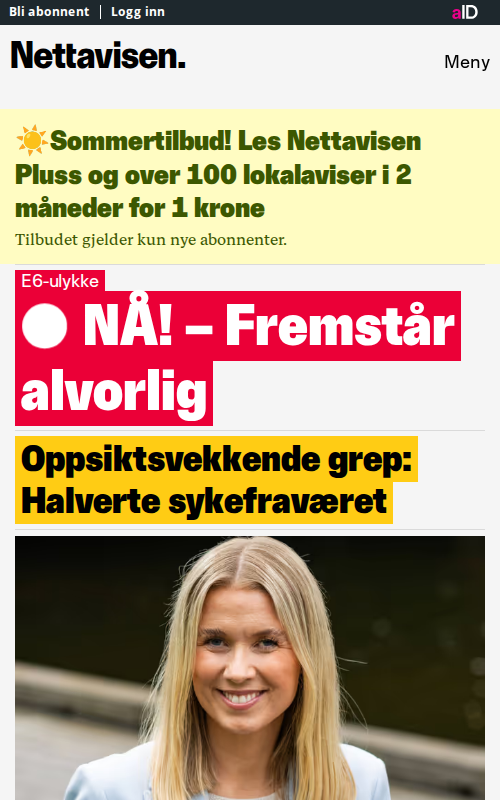 Bli abonnent | Logg inn
aID
Nettavisen.
Meny
☀️Sommertilbud! Les Nettavisen
Pluss og over 100 lokalaviser i 2
måneder for 1 krone
Tilbudet gjelder kun nye abonnenter.
E6-ulykke
NÅ! – Fremstår
alvorlig
Oppsiktsvekkende grep:
Halverte sykefraværet